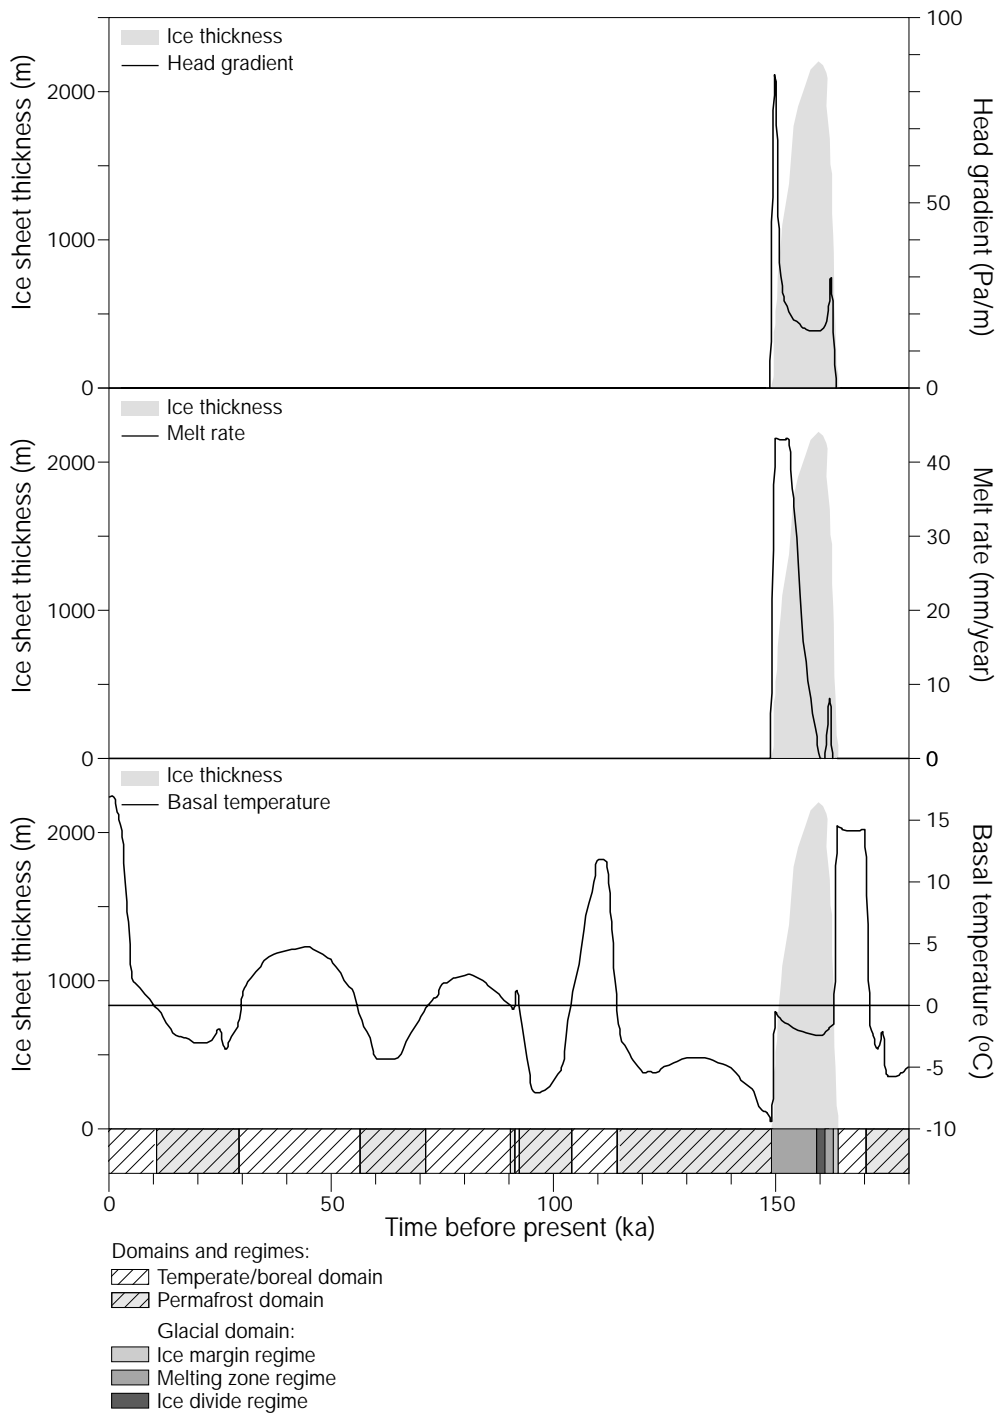 Ice thickness
Head gradient
Ice sheet thickness (m)
2000
1000
0
100
50
0
Head gradient (Pa/m)
Ice thickness
Melt rate
Ice sheet thickness (m)
2000
1000
0
40
30
20
10
0
Melt rate (mm/year)
Ice thickness
Basal temperature
Ice sheet thickness (m)
2000
1000
0
15
10
5
0
-5
-10
Basal temperature (ºC)
0
50
100
150
Time before present (ka)
Domains and regimes:
Temperate/boreal domain
Permafrost domain
Glacial domain:
Ice margin regime
Melting zone regime
Ice divide regime